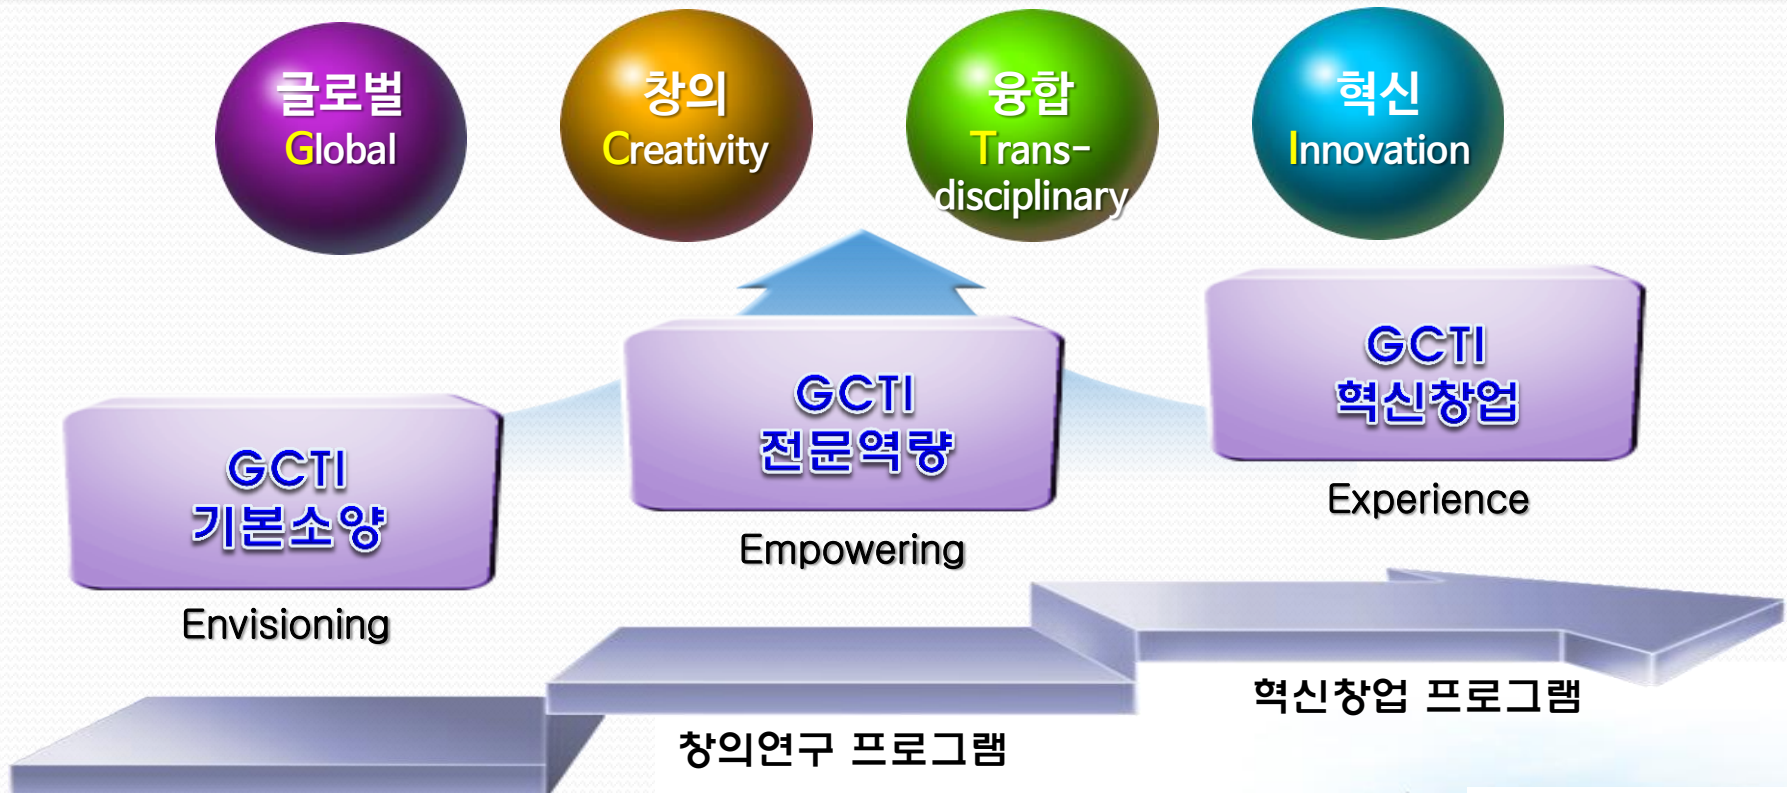 글로벌
Global
창의
Creativity
융합
Trans-
disciplinary
혁신
Innovation
GCTI
기본소양
Envisioning
GCTI
전문역량
Empowering
GCTI
혁신창업
Experience
창의연구 프로그램
혁신창업 프로그램